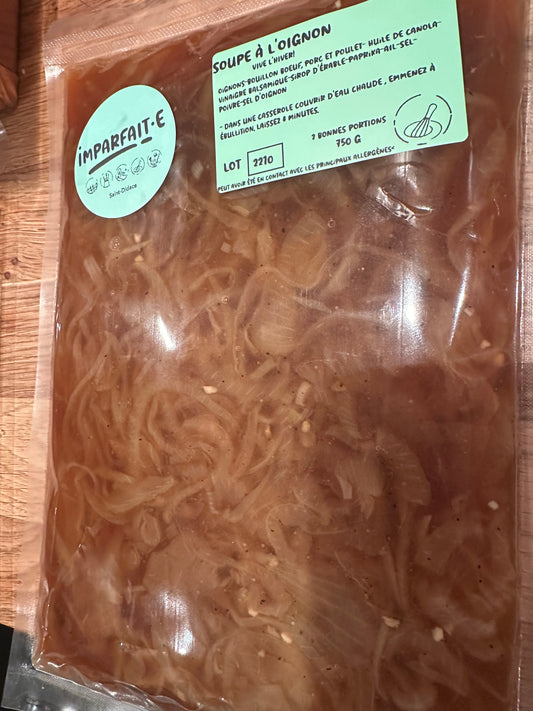 SOUPE À L'OIGNON
VIVE L'HIVER!
OIGNONS-BOUILLON BOEUF, PORC ET POULET- HUILE DE CANOLA-
VINAIGRE BALSAMIQUE-SIROP D'ÉRABLE-PAPRIKA-AIL-SEL-
POIVRE-SEL D'OIGNON
- DANS UNE CASSEROLE COUVRIR D'EAU CHAUDE, EMMENEZ À
ÉBULLITION, LAISSEZ 8 MINUTES.
2 BONNES PORTIONS
750 G
LOT 2210
PEUT AVOIR ÉTÉ EN CONTACT AVEC LES PRINCIPAUX ALLERGÈNES<
IMPARFAIT·E
Saint-Didace